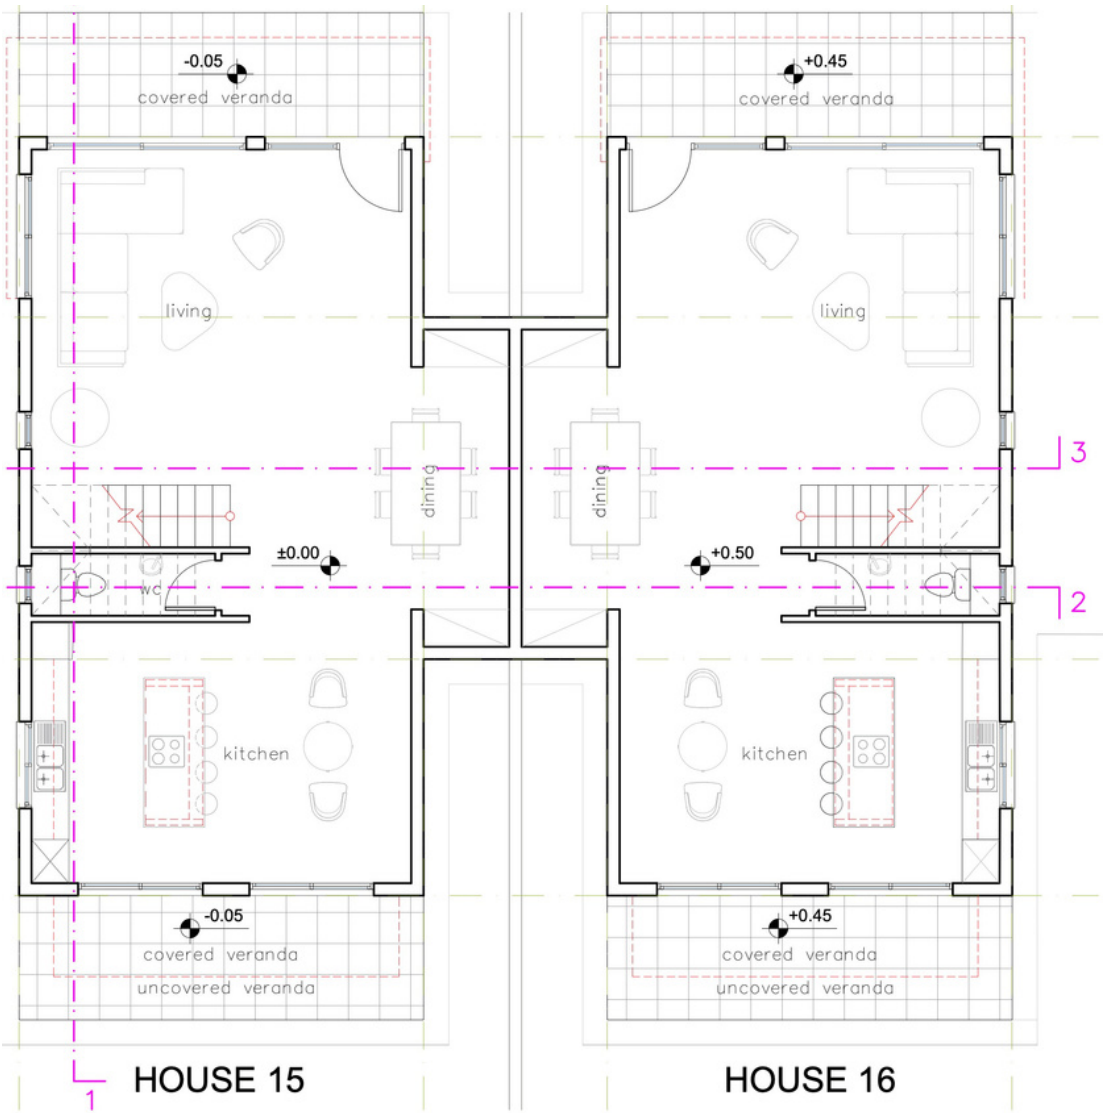 -0.05
+0.45
covered veranda
covered veranda
living
living
3
dining
dining
±0.00
+0.50
wc
2
kitchen
kitchen
-0.05
+0.45
covered veranda
covered veranda
uncovered veranda
uncovered veranda
HOUSE 15
HOUSE 16
1